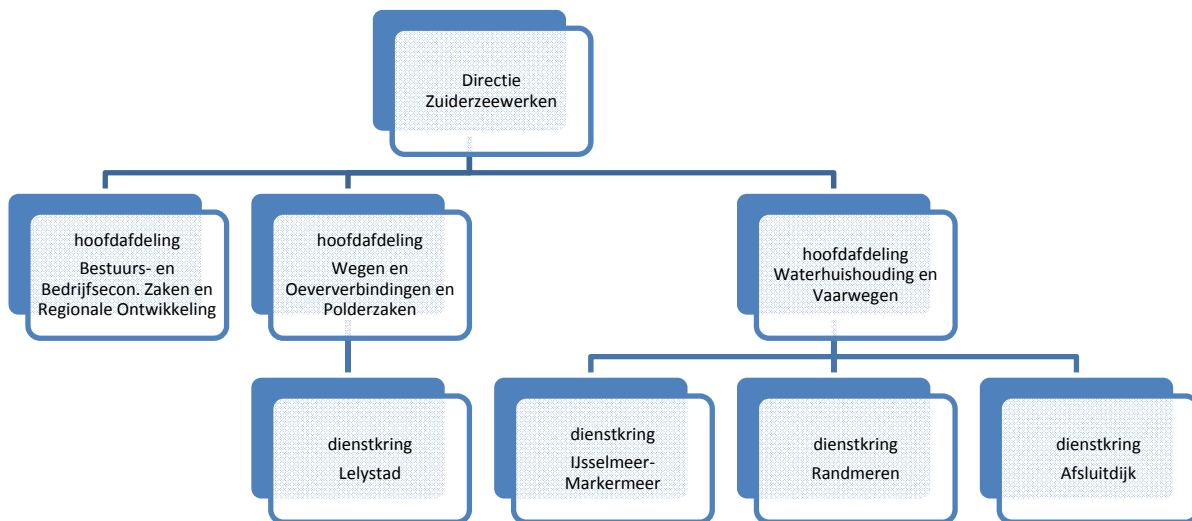 Directie
Zuiderzeewerken
hoofdafdeling
Bestuurs- en
Bedrijfsecon. Zaken en
Regionale Ontwikkeling
hoofdafdeling
Wegen en
Oeververbindingen en
Polderzaken
hoofdafdeling
Waterhuishouding en
Vaarwegen
dienstkring
Lelystad
dienstkring
IJsselmeer-
Markermeer
dienstkring
Randmeren
dienstkring
Afsluitdijk